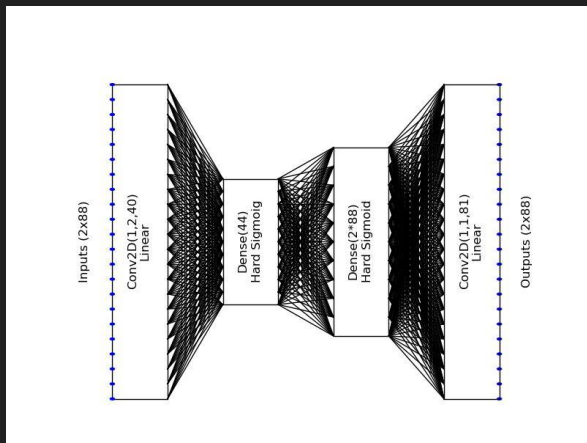 Inputs (2x88)
Conv2D(1,2,40)
Linear
Dense(44)
Hard Sigmoig
Dense(2*88)
Hard Sigmoid
Conv2D(1,1,81)
Linear
Outputs (2x88)